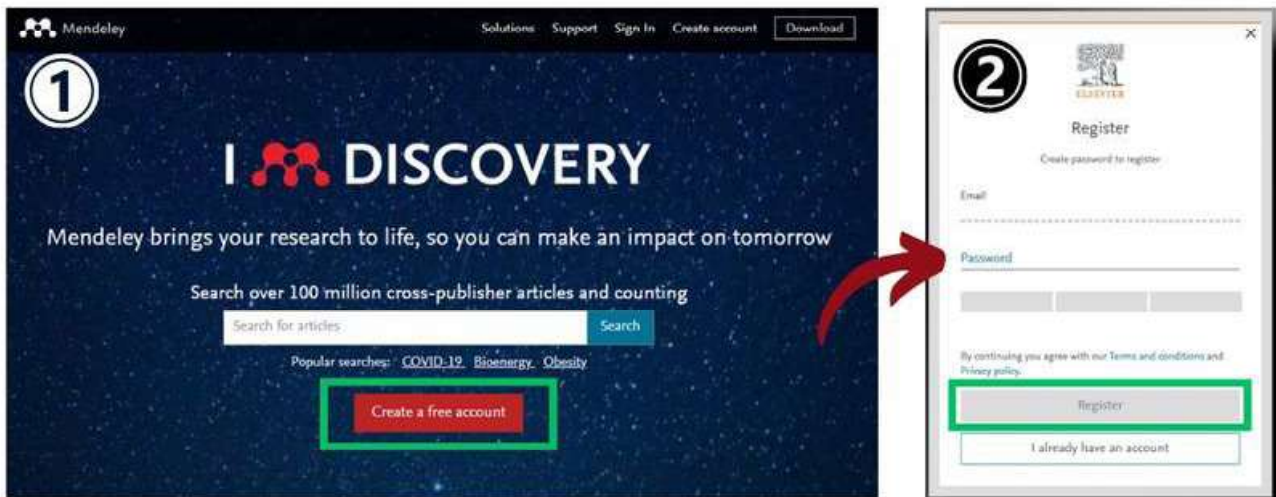 Mendeley
Solutions Support Sign In Create account Download
1
I DISCOVERY
Mendeley brings your research to life, so you can make an impact on tomorrow
Search over 100 million cross-publisher articles and counting
Search for articles Search
Popular searches: COVID-19 Bioenergy Obesity
Create a free account
2
ELSEVIER
Register
Create password to register
Email
Password
By continuing you agree with our Terms and conditions and
Privacy policy.
Register
I already have an account